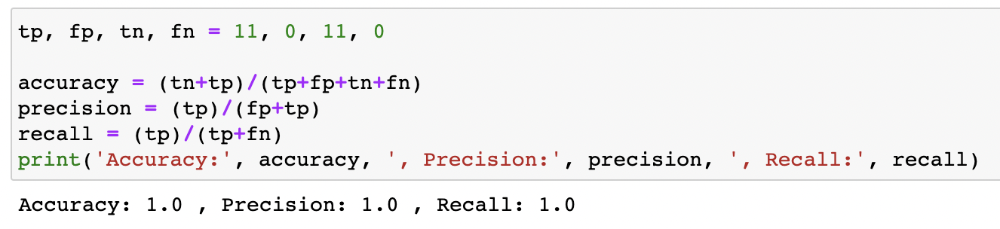 tp, fp, tn, fn = 11, 0, 11, 0
accuracy = (tn+tp)/(tp+fp+tn+fn)
precision = (tp)/(fp+tp)
recall = (tp)/(tp+fn)
print('Accuracy:', accuracy, ', Precision:', precision, ', Recall:', recall)
Accuracy: 1.0 , Precision: 1.0 , Recall: 1.0